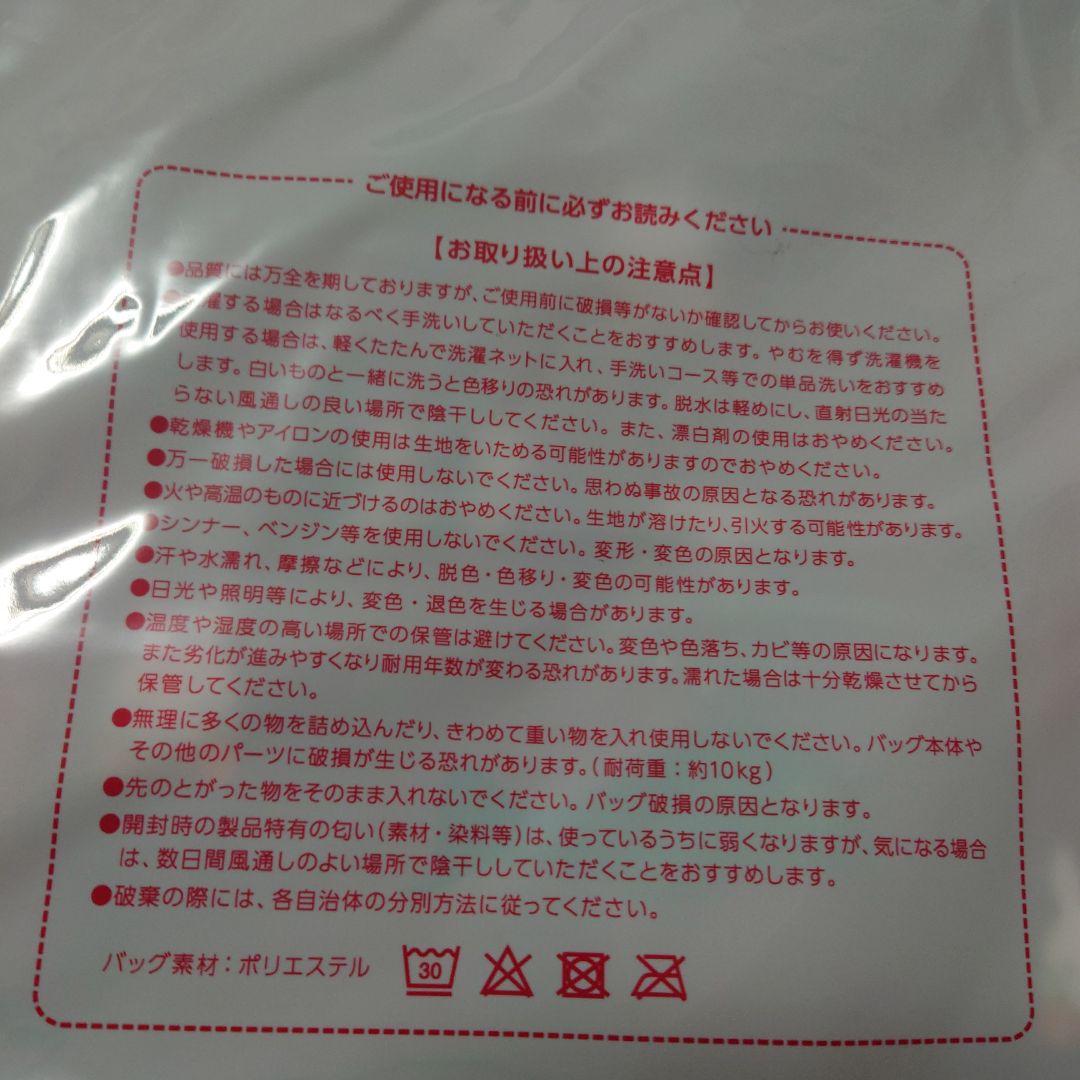 ご使用になる前に必ずお読みください
【お取り扱い上の注意点】
●品質には万全を期しておりますが、ご使用前に破損等がないか確認してからお使いください。
濯する場合はなるべく手洗いしていただくことをおすすめします。やむを得ず洗濯機を
使用する場合は、軽くたたんで洗濯ネットに入れ、手洗いコース等での単品洗いをおすすめ
します。白いものと一緒に洗うと色移りの恐れがあります。脱水は軽めにし、直射日光の当た
らない風通しの良い場所で陰干ししてください。また、漂白剤の使用はおやめください。
●乾燥機やアイロンの使用は生地をいためる可能性がありますのでおやめください。
●万一破損した場合には使用しないでください。思わぬ事故の原因となる恐れがあります。
●火や高温のものに近づけるのはおやめください。生地が溶けたり、引火する可能性があります。
●シンナー、ベンジン等を使用しないでください。変形・変色の原因となります。
●汗や水濡れ、摩擦などにより、脱色・色移り・変色の可能性があります。
●日光や照明等により、変色・退色を生じる場合があります。
●温度や湿度の高い場所での保管は避けてください。変色や色落ち、カビ等の原因になります。
また劣化が進みやすくなり耐用年数が変わる恐れがあります。濡れた場合は十分乾燥させてから
保管してください。
●無理に多くの物を詰め込んだり、きわめて重い物を入れ使用しないでください。バッグ本体や
その他のパーツに破損が生じる恐れがあります。(耐荷重：約10kg)
●先のとがった物をそのまま入れないでください。バッグ破損の原因となります。
●開封時の製品特有の匂い(素材・染料等)は、使っているうちに弱くなりますが、気になる場合
は、数日間風通しのよい場所で陰干ししていただくことをおすすめします。
●破棄の際には、各自治体の分別方法に従ってください。
バッグ素材：ポリエステル 30